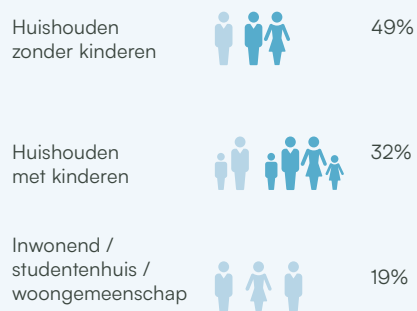 Huishouden
zonder kinderen
49%
Huishouden
met kinderen
32%
Inwonend /
studentenhuis /
woongemeenschap
19%